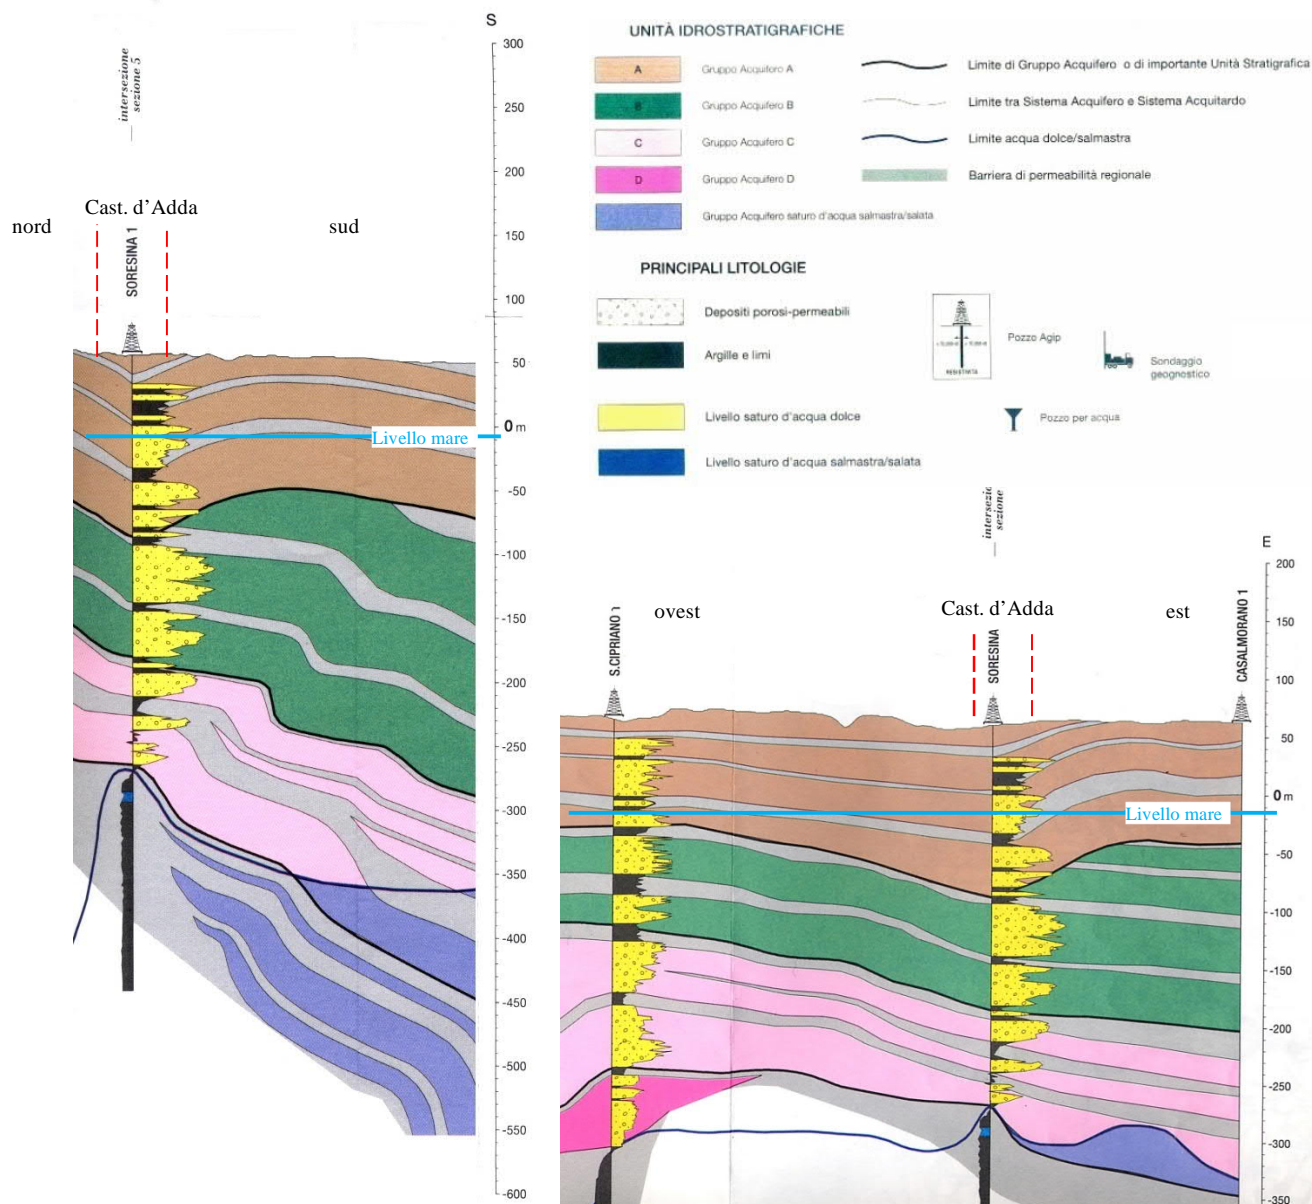 S
300
250
200
150
100
50
0 m
-50
-100
-150
-200
-250
-300
-350
-400
-450
-500
-550
-600
intersezione
sezione 5
Cast. d'Adda
nord
sud
SORESINA 1
Livello mare
UNITÀ IDROSTRATIGRAFICHE
A
Gruppo Acquifero A
B
Gruppo Acquifero B
C
Gruppo Acquifero C
D
Gruppo Acquifero D
Gruppo Acquifero saturo d'acqua salmastra/salata
Limite di Gruppo Acquifero o di importante Unità Stratigrafica
Limite tra Sistema Acquifero e Sistema Acquitardo
Limite acqua dolce/salmastra
Barriera di permeabilità regionale
PRINCIPALI LITOLOGIE
Depositi porosi-permeabili
Argille e limi
Livello saturo d'acqua dolce
Livello saturo d'acqua salmastra/salata
RESISTIVITÀ
Pozzo Agip
Sondaggio
geognostico
Pozzo per acqua
sezione
E
200
150
100
50
0 m
-50
-100
-150
-200
-250
-300
-350
ovest
Cast. d'Adda
est
S.CIPRIANO 1
SORESINA
CASALMORANO 1
Livello mare